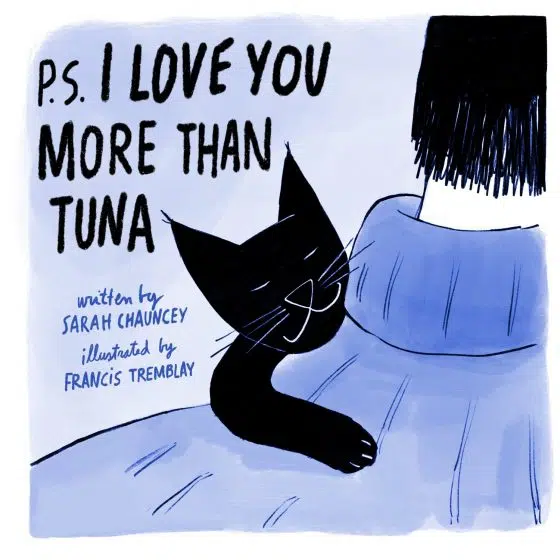 P.S. I LOVE YOU
MORE THAN
TUNA
written by
SARAH CHAUNCEY
illustrated by
FRANCIS TREMBLAY